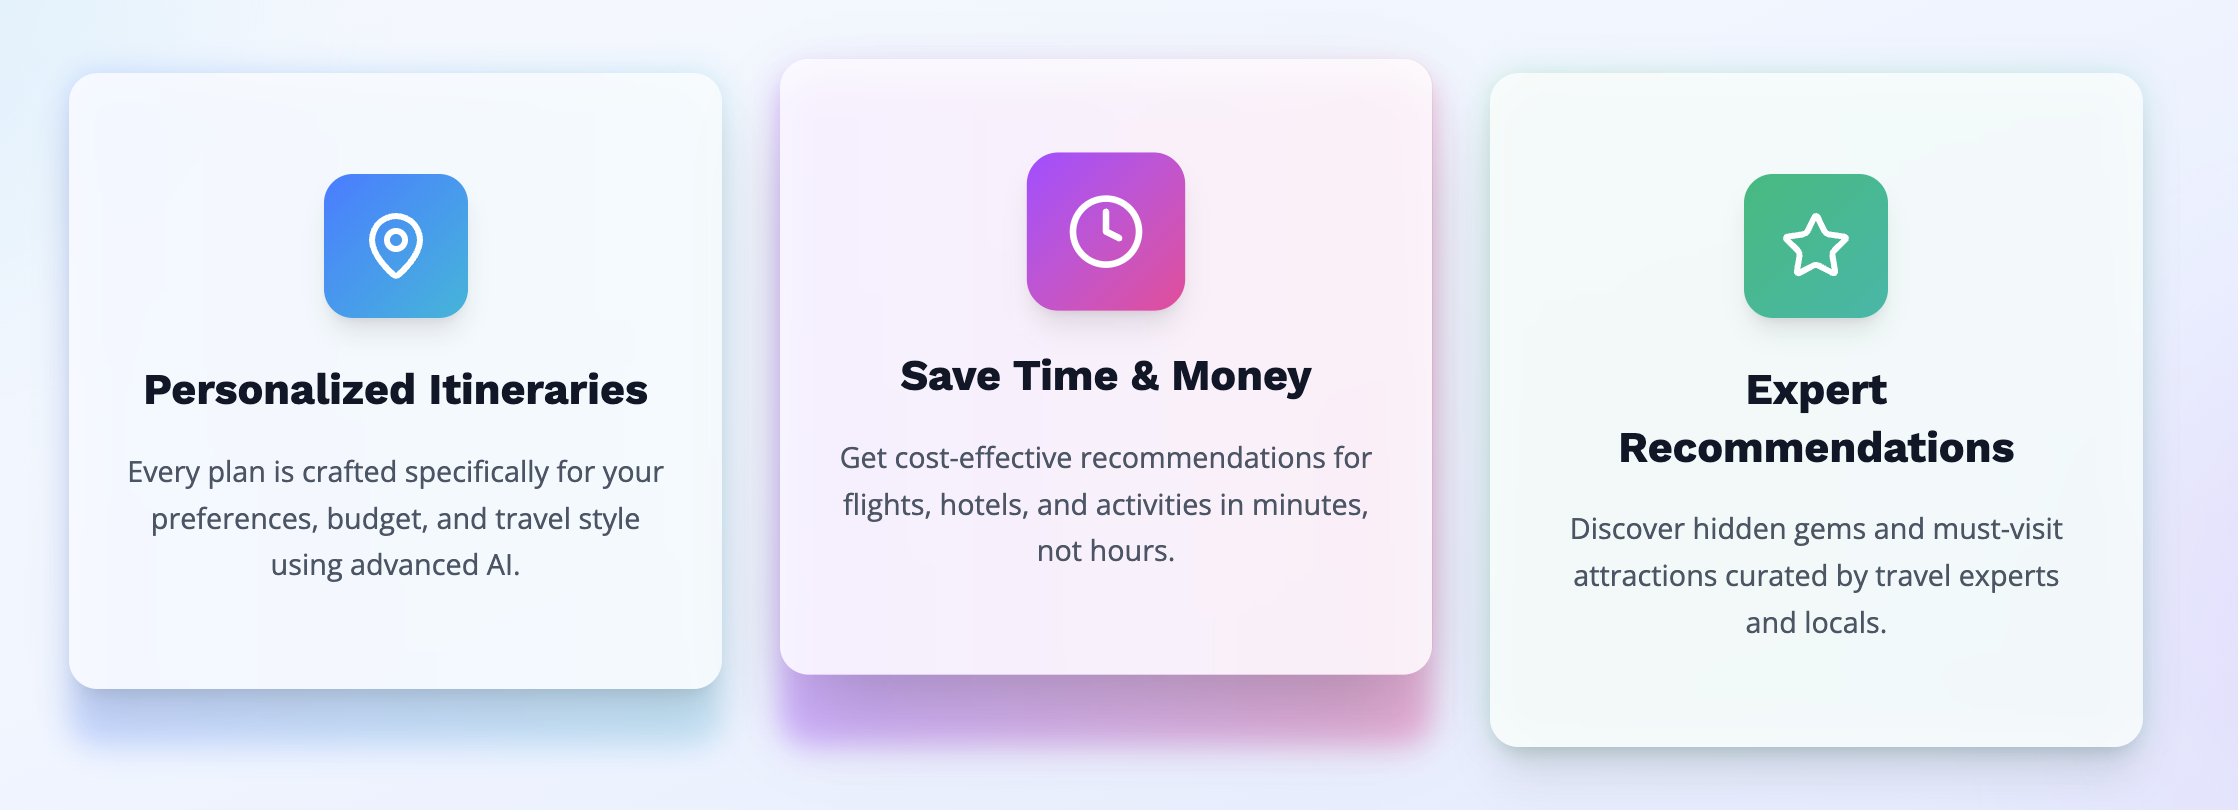 Personalized Itineraries
Every plan is crafted specifically for your
preferences, budget, and travel style
using advanced AI.
Save Time & Money
Get cost-effective recommendations for
flights, hotels, and activities in minutes,
not hours.
Expert
Recommendations
Discover hidden gems and must-visit
attractions curated by travel experts
and locals.